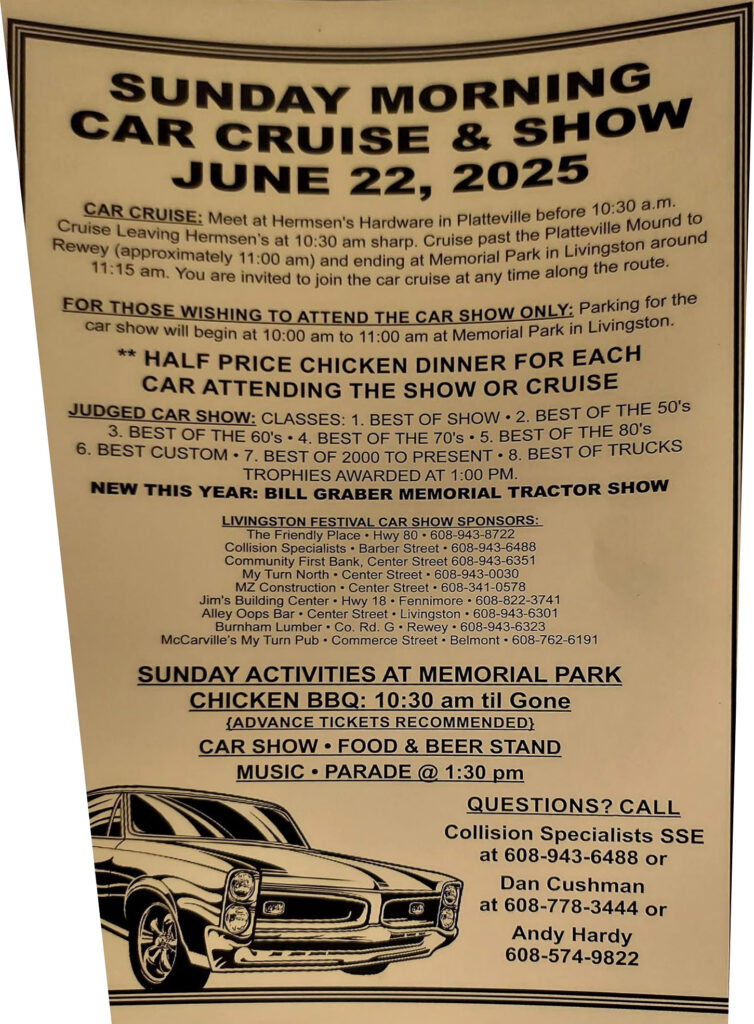 SUNDAY MORNING
CAR CRUISE & SHOW
JUNE 22, 2025
CAR CRUISE: Meet at Hermsen's Hardware in Platteville before 10:30 a.m.
Cruise Leaving Hermsen's at 10:30 am sharp. Cruise past the Platteville Mound to
Rewey (approximately 11:00 am) and ending at Memorial Park in Livingston around
11:15 am. You are invited to join the car cruise at any time along the route.
FOR THOSE WISHING TO ATTEND THE CAR SHOW ONLY: Parking for the
car show will begin at 10:00 am to 11:00 am at Memorial Park in Livingston.
** HALF PRICE CHICKEN DINNER FOR EACH
CAR ATTENDING THE SHOW OR CRUISE
JUDGED CAR SHOW: CLASSES: 1. BEST OF SHOW • 2. BEST OF THE 50's
3. BEST OF THE 60's • 4. BEST OF THE 70's • 5. BEST OF THE 80's
6. BEST CUSTOM • 7. BEST OF 2000 TO PRESENT • 8. BEST OF TRUCKS
TROPHIES AWARDED AT 1:00 PM.
NEW THIS YEAR: BILL GRABER MEMORIAL TRACTOR SHOW
LIVINGSTON FESTIVAL CAR SHOW SPONSORS:
The Friendly Place • Hwy 80 • 608-943-8722
Collision Specialists • Barber Street • 608-943-6488
Community First Bank, Center Street 608-943-6351
My Turn North • Center Street • 608-943-0030
MZ Construction • Center Street • 608-341-0578
Jim's Building Center • Hwy 18 • Fennimore • 608-822-3741
Alley Oops Bar • Center Street • Livingston • 608-943-6301
Burnham Lumber • Co. Rd. G • Rewey • 608-943-6323
McCarville's My Turn Pub • Commerce Street • Belmont • 608-762-6191
SUNDAY ACTIVITIES AT MEMORIAL PARK
CHICKEN BBQ: 10:30 am til Gone
{ADVANCE TICKETS RECOMMENDED}
CAR SHOW • FOOD & BEER STAND
MUSIC • PARADE @ 1:30 pm
QUESTIONS? CALL
Collision Specialists SSE
at 608-943-6488 or
Dan Cushman
at 608-778-3444 or
Andy Hardy
608-574-9822